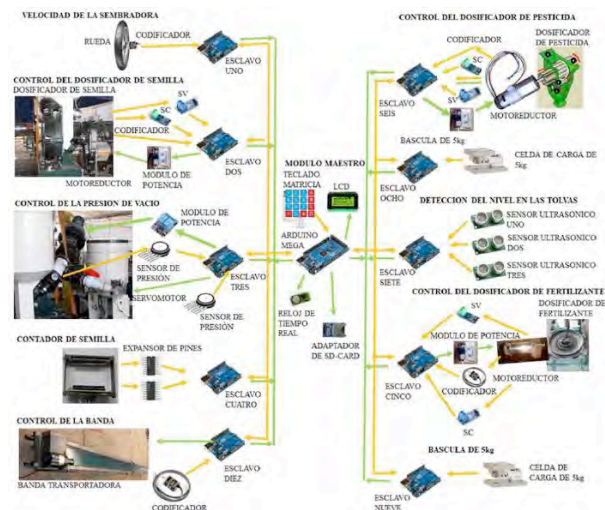 VELOCIDAD DE LA SEMBRADORA
CODIFICADOR
RUEDA
ESCLAVO
UNO
CONTROL DEL DOSIFICADOR DE SEMILLA
DOSIFICADOR DE SEMILLA
SV
SC
CODIFICADOR
ESCLAVO
DOS
MODULO DE
POTENCIA
MOTOREDUCTOR
CONTROL DE LA PRESION DE VACIO
MODULO DE
POTENCIA
SENSOR DE
PRESIÓN
ESCLAVO
TRES
SERVOMOTOR
SENSOR DE
PRESIÓN
CONTADOR DE SEMILLA
EXPANSOR DE PINES
ESCLAVO
CUATRO
CONTROL DE LA BANDA
ESCLAVO
DIEZ
BANDA TRANSPORTADORA
CODIFICADOR
MODULO MAESTRO
TECLADO
MATRICIA
LCD
ARDUINO
MEGA
RELOJ DE
TIEMPO
REAL
ADAPTADOR
DE SD-CARD
CONTROL DEL DOSIFICADOR DE PESTICIDA
CODIFICADOR
DOSIFICADOR
DE PESTICIDA
SC
SV
ESCLAVO
SEIS
MOTOREDUCTOR
BASCULA DE 5kg
ESCLAVO
OCHO
CELDA DE
CARGA DE 5kg
DETECCION DEL NIVEL EN LAS TOLVAS
SENSOR ULTRASONICO
UNO
SENSOR ULTRASONICO
DOS
SENSOR ULTRASONICO
TRES
ESCLAVO
SIETE
CONTROL DEL DOSIFICADOR DE FERTILIZANTE
SV
DOSIFICADOR DE
FERTILIZANTE
MODULO DE POTENCIA
ESCLAVO
CINCO
MOTOREDUCTOR
CODIFICADOR
SC
BASCULA DE 5kg
ESCLAVO
NUEVE
CELDA DE
CARGA DE 5kg